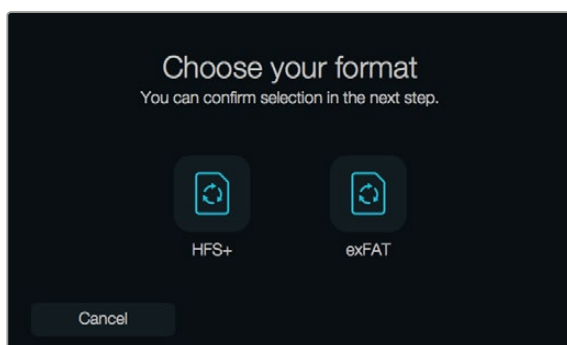 Choose your format
You can confirm selection in the next step.
HFS+ exFAT
Cancel